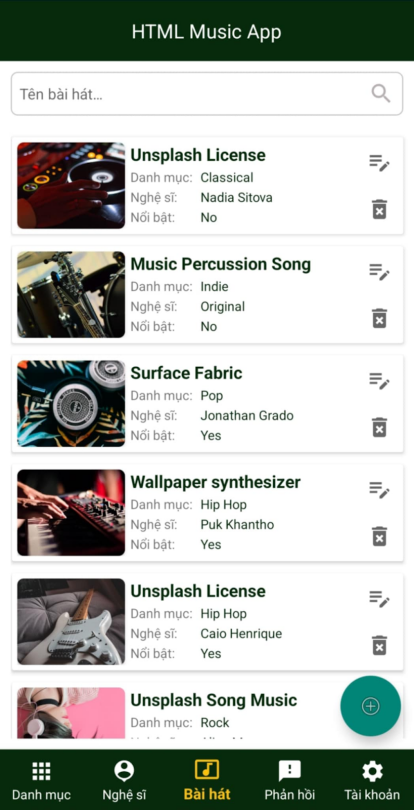 HTML Music App
Tên bài hát...
Unsplash License
Danh mục: Classical
Nghệ sĩ: Nadia Sitova
Nổi bật: No
Music Percussion Song
Danh mục: Indie
Nghệ sĩ: Original
Nổi bật: No
Surface Fabric
Danh mục: Pop
Nghệ sĩ: Jonathan Grado
Nổi bật: Yes
Wallpaper synthesizer
Danh mục: Hip Hop
Nghệ sĩ: Puk Khantho
Nổi bật: Yes
Unsplash License
Danh mục: Hip Hop
Nghệ sĩ: Caio Henrique
Nổi bật: Yes
Unsplash Song Music
Danh mục: Rock
Danh mục Nghệ sĩ Bài hát Phản hồi Tài khoản